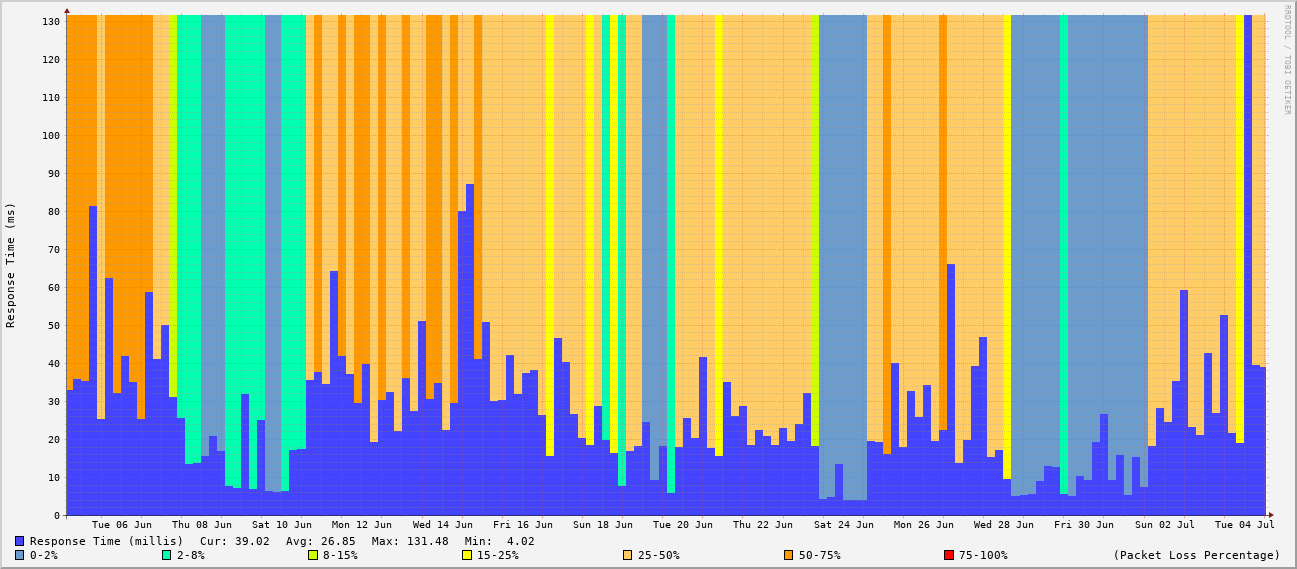 RRDTOOL / TOBI OETIKER
Response Time (ms)
130
120
110
100
90
80
70
60
50
40
30
20
10
0
Tue 06 Jun Thu 08 Jun Sat 10 Jun Mon 12 Jun Wed 14 Jun Fri 16 Jun Sun 18 Jun Tue 20 Jun Thu 22 Jun Sat 24 Jun Mon 26 Jun Wed 28 Jun Fri 30 Jun Sun 02 Jul Tue 04 Jul
Response Time (millis) Cur: 39.02 Avg: 26.85 Max: 131.48 Min: 4.02
0-2% 2-8% 8-15% 15-25% 25-50% 50-75% 75-100% (Packet Loss Percentage)